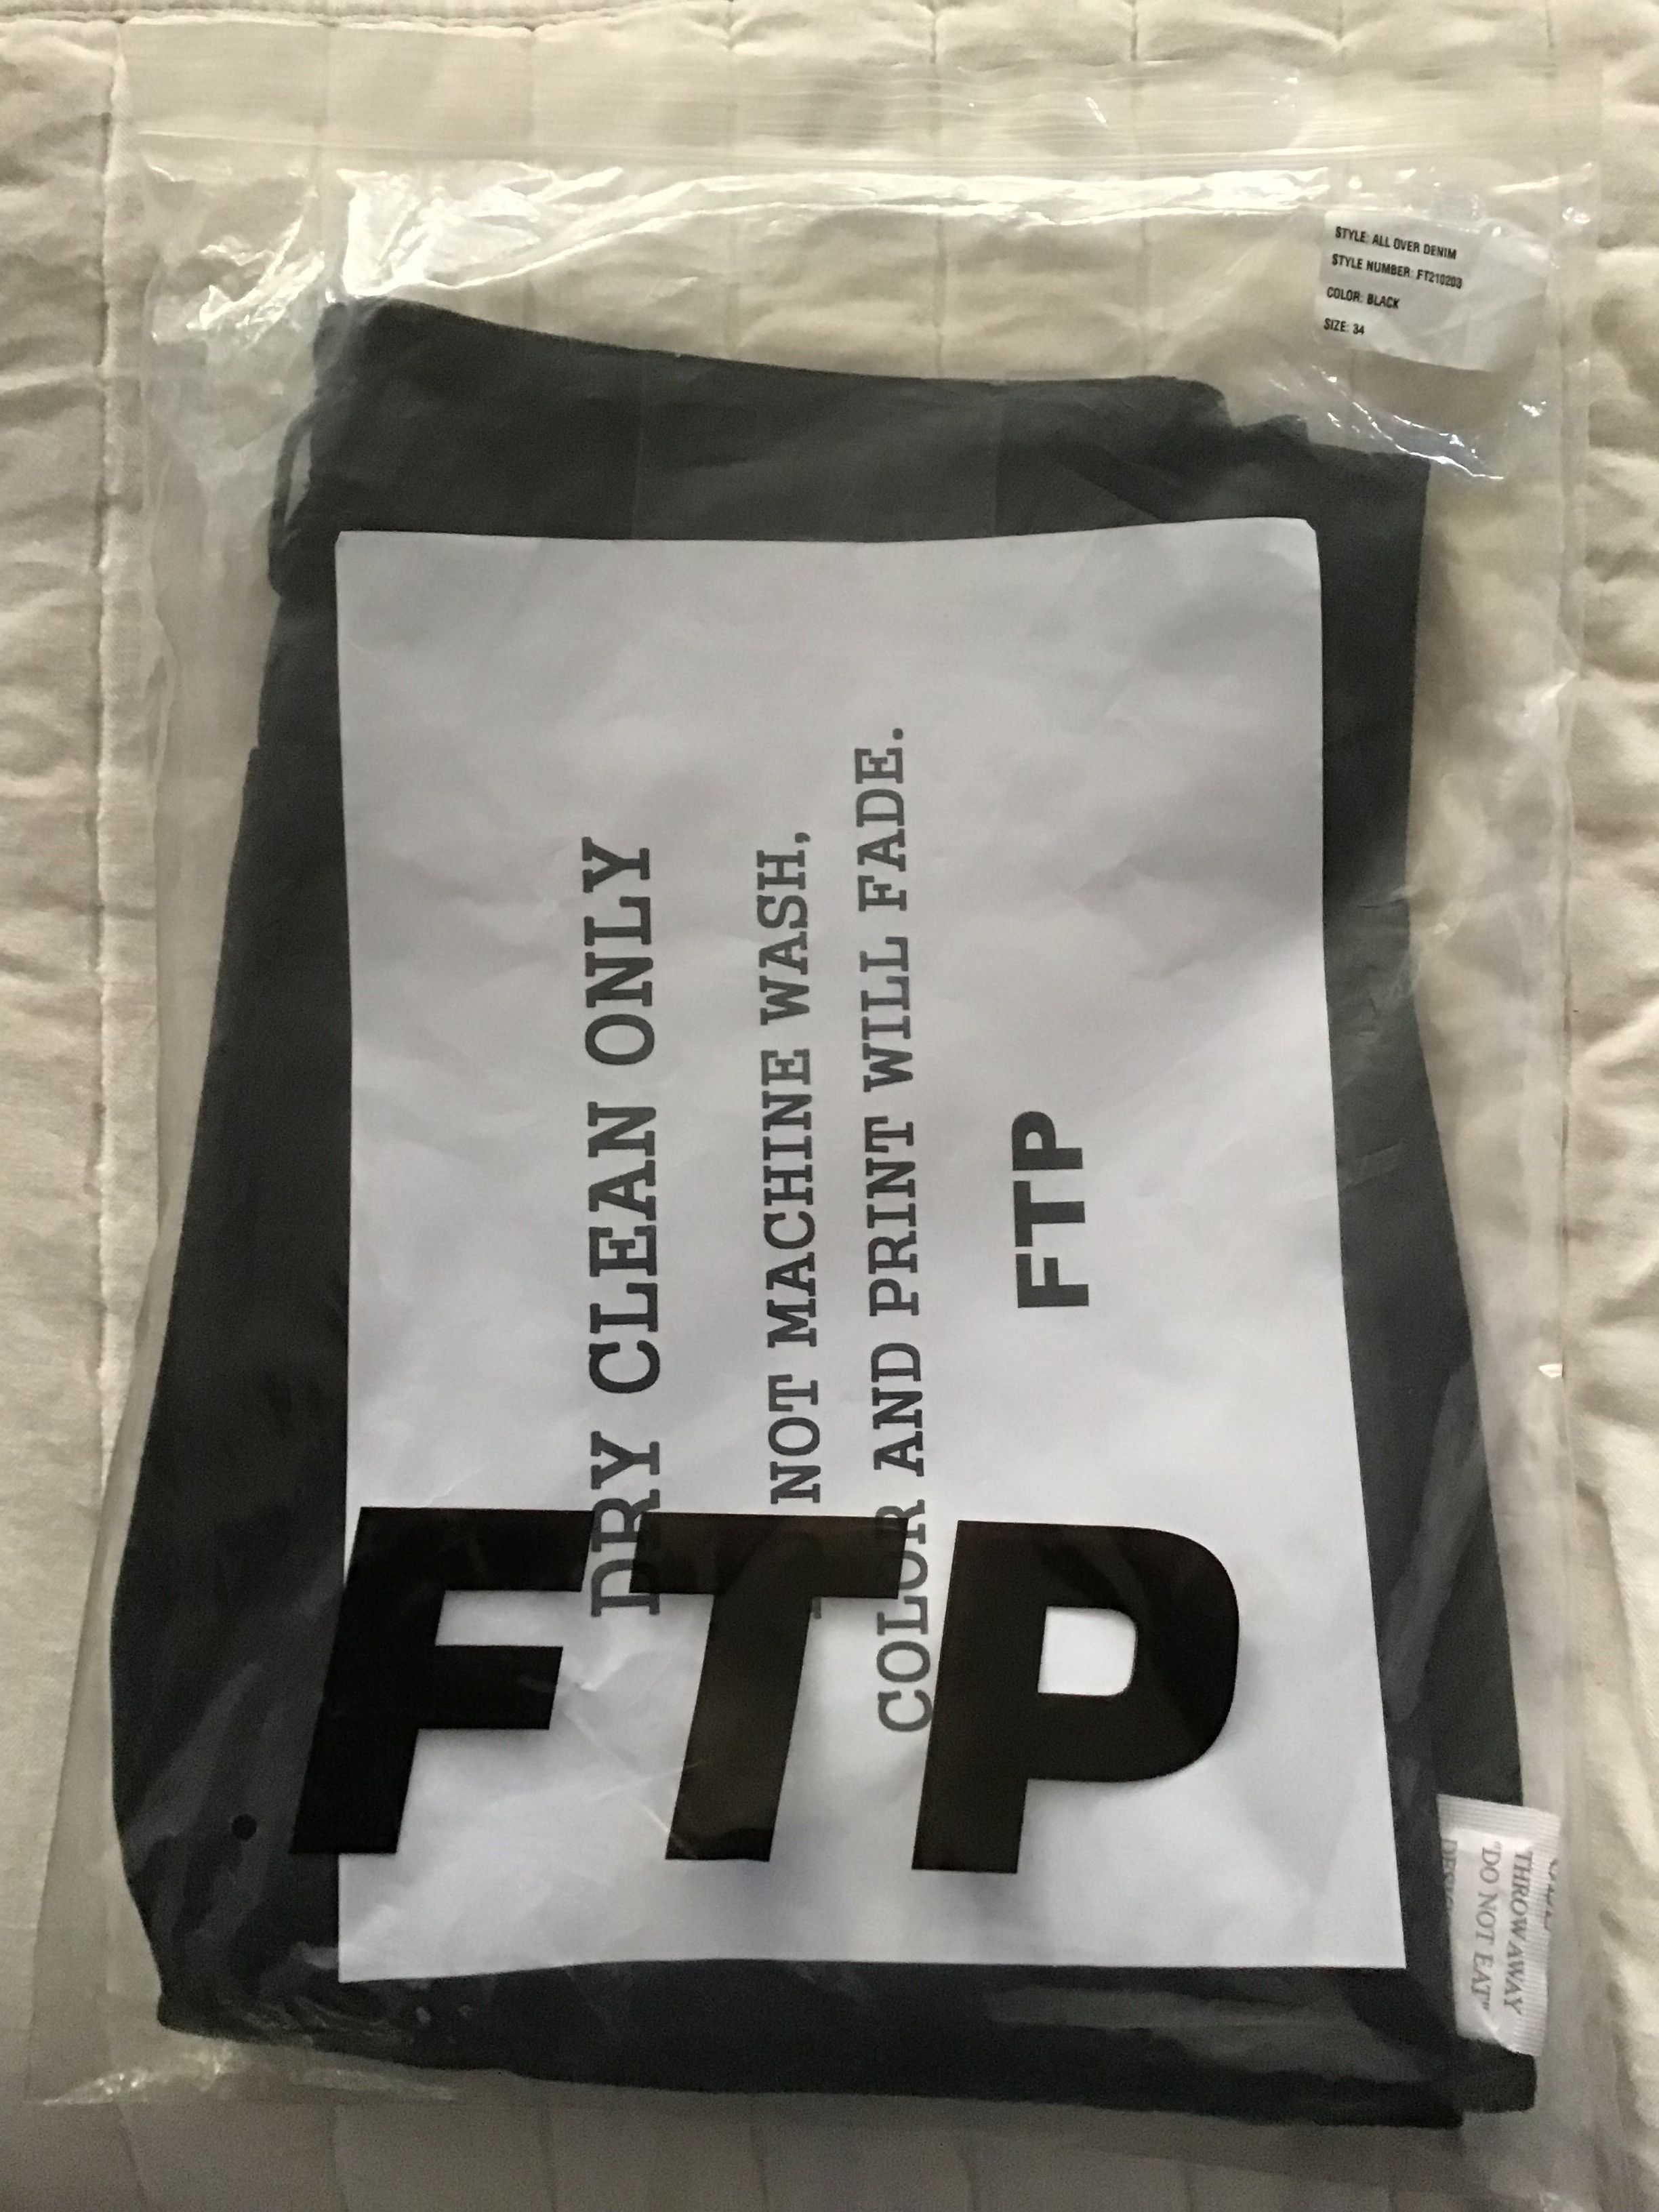 STYLE: ALL OVER DENIM
STYLE NUMBER: FT210203
COLOR: BLACK
SIZE: 34
DRY CLEAN ONLY
NOT MACHINE WASH,
COLOR AND PRINT WILL FADE.
FTP
FTP
THROW AWAY
"DO NOT EAT"